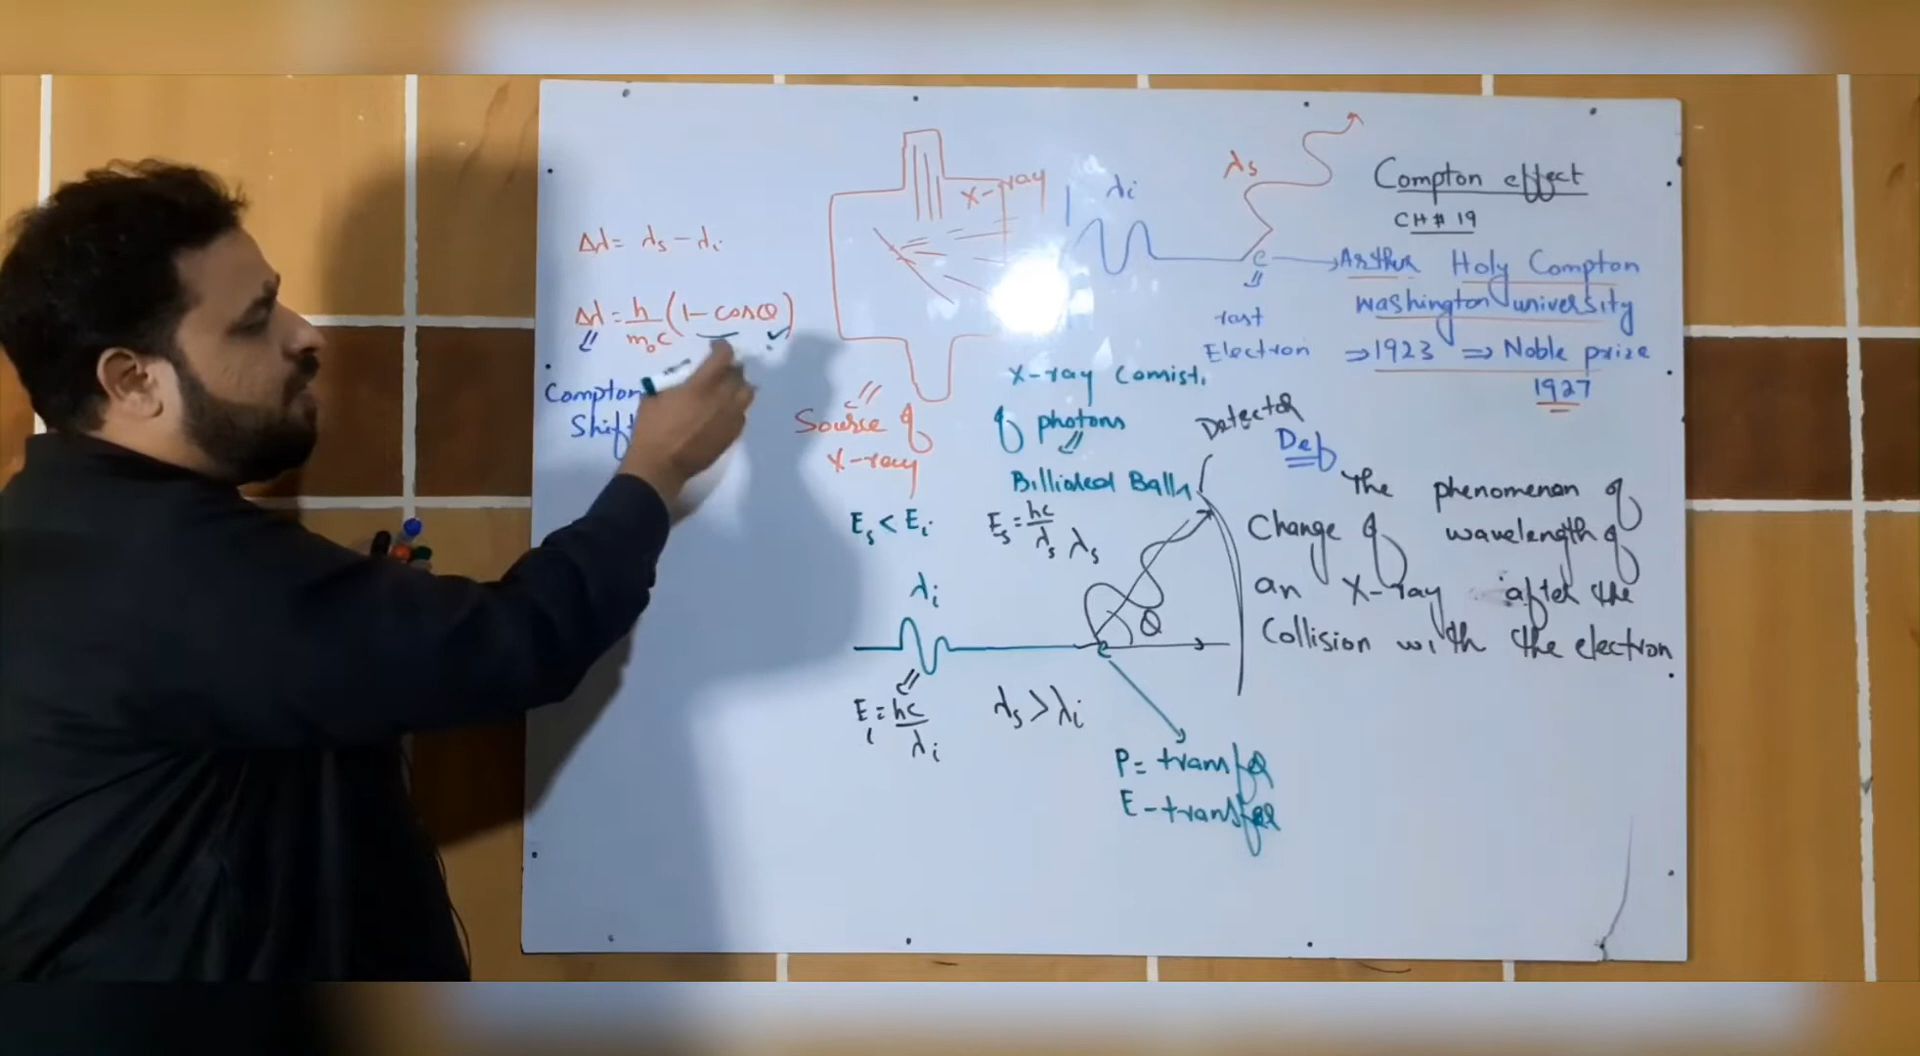 Compton effect
CH # 19
Arthur Holy Compton
Washington university
⇒ 1923 ⇒ Noble prize
1927
λs
λi
e
Electron
X-ray
Δλ = λs - λi
Δλ = h/m₀c (1 - cosθ)
Compton
Shift
Source of
X-ray
X-ray Consist.
of photons
Detector
Def
The phenomenon of
Change of wavelength of
an X-ray after the
Collision with the electron
Es < Ei
Es = hc/λs
λs
λi
θ
e
Ei = hc/λi
λs > λi
P = transfer
E - transfer